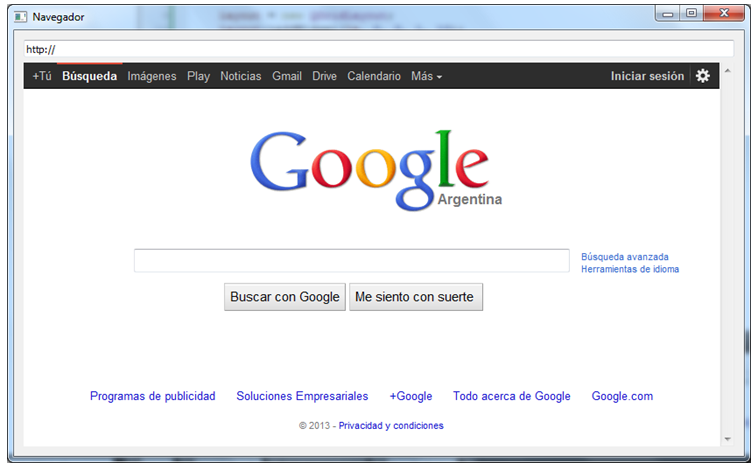 Navegador
http://
+Tú Búsqueda Imágenes Play Noticias Gmail Drive Calendario Más Iniciar sesión
Google
Argentina
Búsqueda avanzada
Herramientas de idioma
Buscar con Google Me siento con suerte
Programas de publicidad Soluciones Empresariales +Google Todo acerca de Google Google.com
© 2013 - Privacidad y condiciones